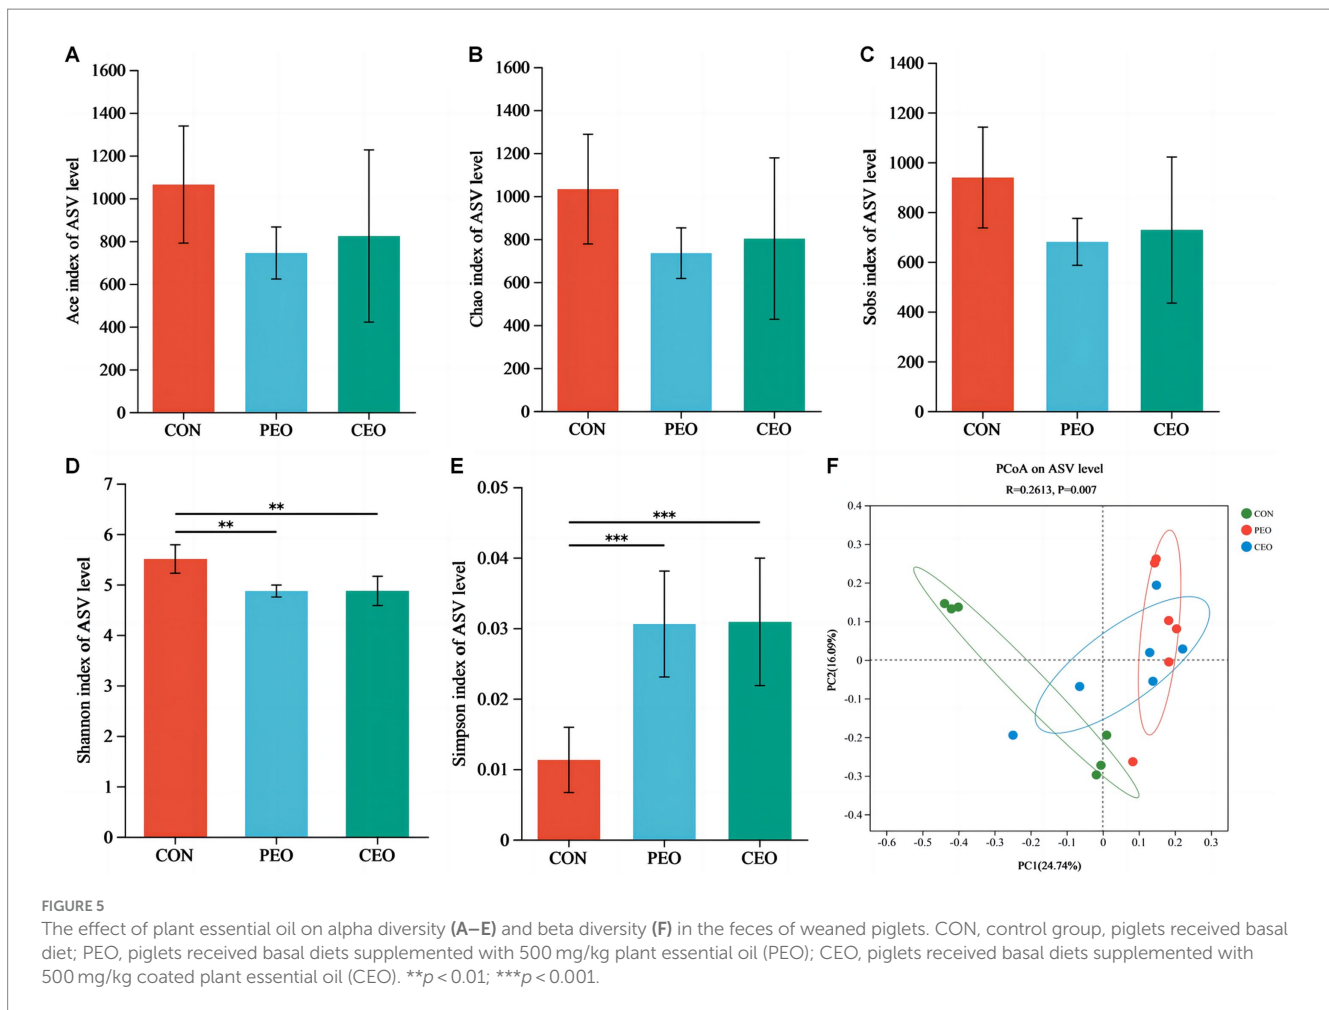 A
1600
1400
1200
1000
800
600
400
200
0
Ace index of ASV level
CON PEO CEO
B
1600
1400
1200
1000
800
600
400
200
0
Chao index of ASV level
CON PEO CEO
C
1400
1200
1000
800
600
400
200
0
Sobs index of ASV level
CON PEO CEO
D
7
6
5
4
3
2
1
0
Shannon index of ASV level
**
**
CON PEO CEO
E
0.05
0.04
0.03
0.02
0.01
0
Simpson index of ASV level
***
***
CON PEO CEO
F
PCoA on ASV level
R=0.2613, P=0.007
0.4
0.3
0.2
0.1
0
-0.1
-0.2
-0.3
-0.4
PC2(16.09%)
-0.6 -0.5 -0.4 -0.3 -0.2 -0.1 0 0.1 0.2 0.3
PC1(24.74%)
CON
PEO
CEO
FIGURE 5
The effect of plant essential oil on alpha diversity (A–E) and beta diversity (F) in the feces of weaned piglets. CON, control group, piglets received basal
diet; PEO, piglets received basal diets supplemented with 500 mg/kg plant essential oil (PEO); CEO, piglets received basal diets supplemented with
500 mg/kg coated plant essential oil (CEO). **p < 0.01; ***p < 0.001.